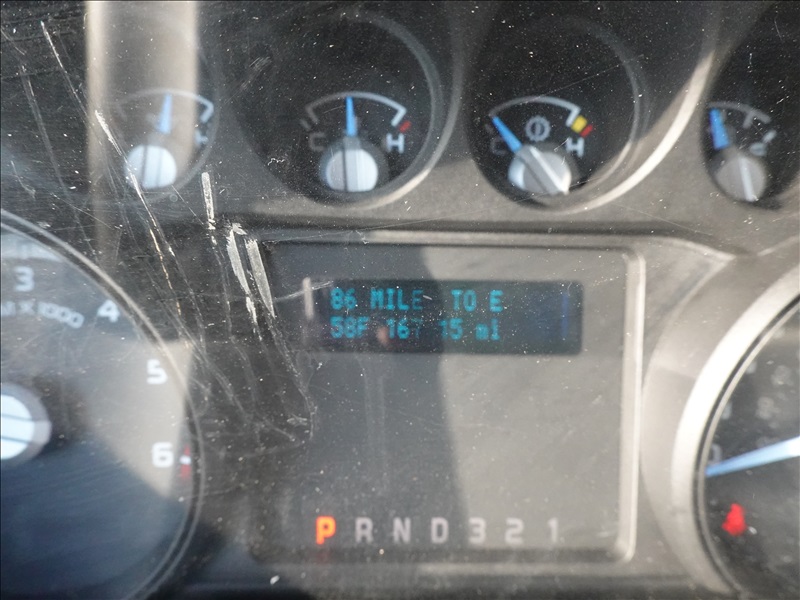 H
C H
C H
3
4
x1000
5
6
86 MILE TO E
58F 167 15 mi
P R N D 3 2 1